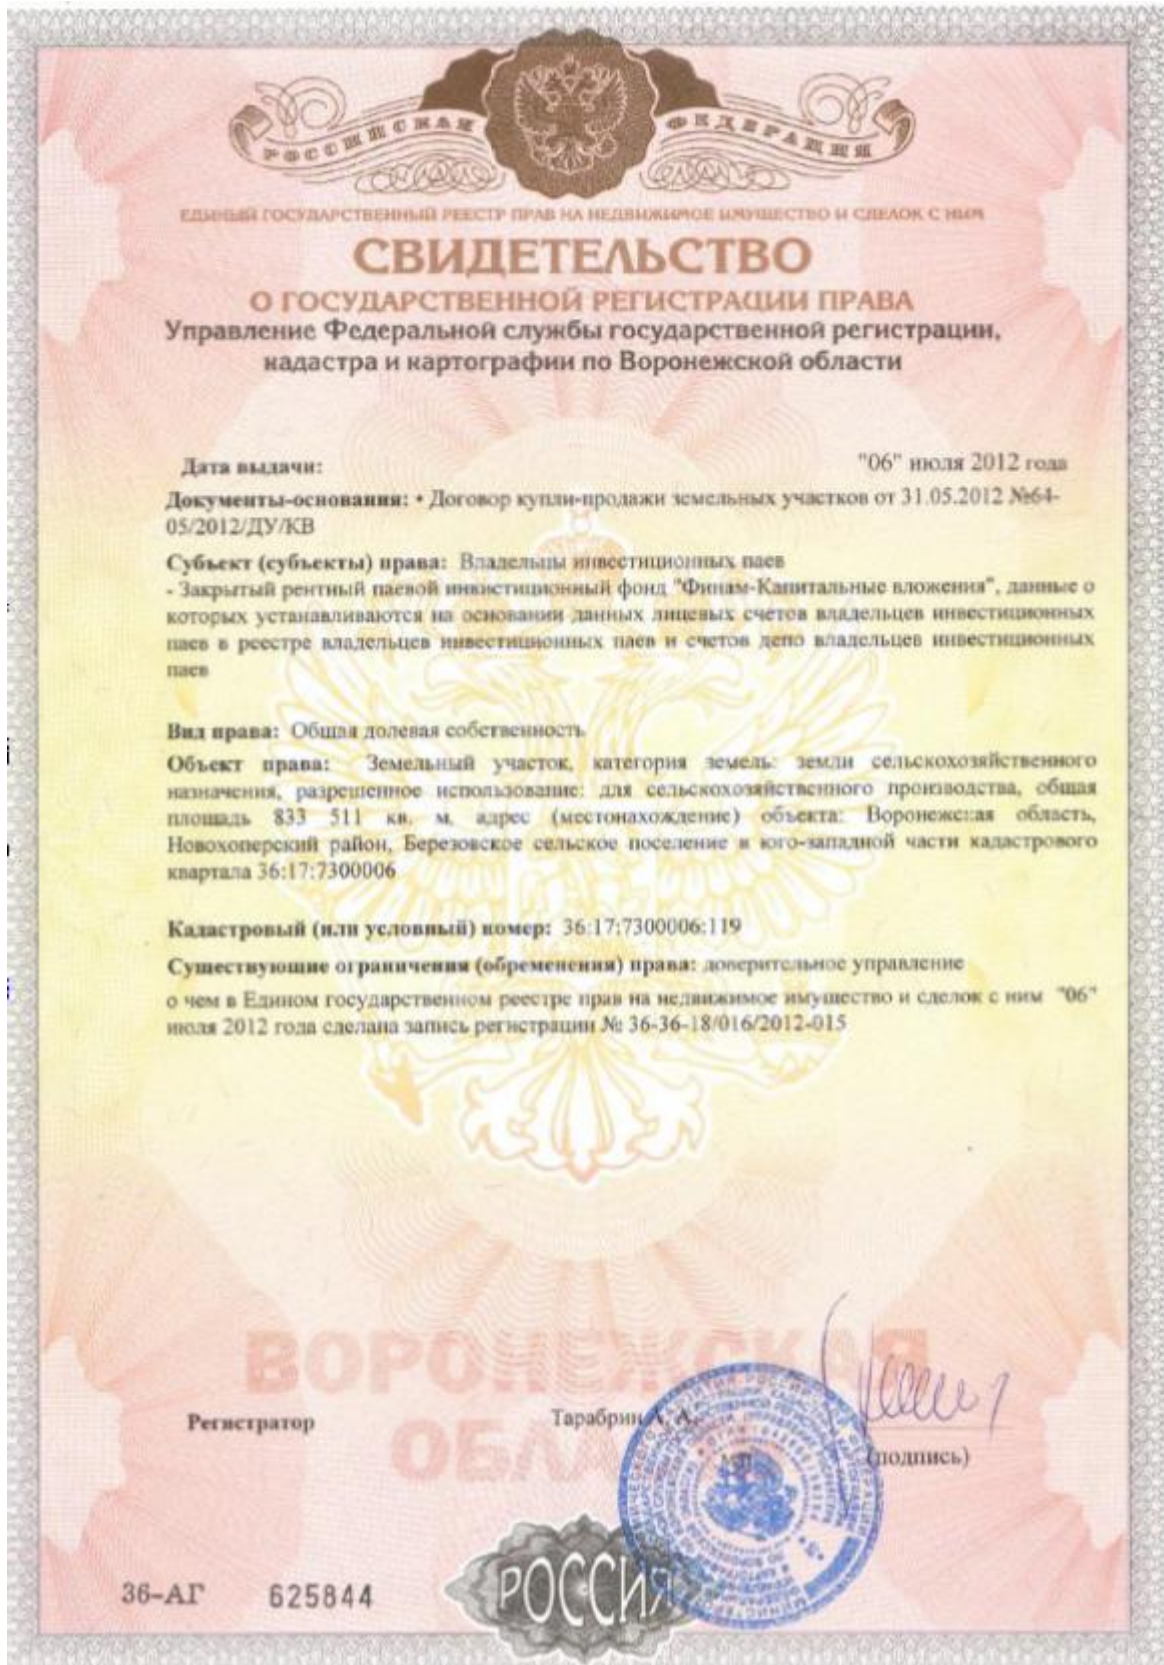 РОССИЙСКАЯ ФЕДЕРАЦИЯ
ЕДИНЫЙ ГОСУДАРСТВЕННЫЙ РЕЕСТР ПРАВ НА НЕДВИЖИМОЕ ИМУЩЕСТВО И СДЕЛОК С НИМ
СВИДЕТЕЛЬСТВО
О ГОСУДАРСТВЕННОЙ РЕГИСТРАЦИИ ПРАВА
Управление Федеральной службы государственной регистрации,
кадастра и картографии по Воронежской области
Дата выдачи: "06" июля 2012 года
Документы-основания: • Договор купли-продажи земельных участков от 31.05.2012 №64-
05/2012/ДУ/КВ
Субъект (субъекты) права: Владельцы инвестиционных паев
- Закрытый рентный паевой инвистиционный фонд "Финам-Капитальные вложения", данные о
которых устанавливаются на основании данных лицевых счетов владельцев инвестиционных
паев в реестре владельцев инвестиционных паев и счетов депо владельцев инвестиционных
паев
Вид права: Общая долевая собственность
Объект права: Земельный участок, категория земель: земли сельскохозяйственного
назначения, разрешенное использование: для сельскохозяйственного производства, общая
площадь 833 511 кв. м, адрес (местонахождение) объекта: Воронежская область,
Новохоперский район, Березовское сельское поселение в юго-западной части кадастрового
квартала 36:17:7300006
Кадастровый (или условный) номер: 36:17:7300006:119
Существующие ограничения (обременения) права: доверительное управление
о чем в Едином государственном реестре прав на недвижимое имущество и сделок с ним "06"
июля 2012 года сделана запись регистрации № 36-36-18/016/2012-015
ВОРОНЕЖСКАЯ
Регистратор Тарабрин А. А.
(подпись)
36-АГ 625844
РОССИЯ